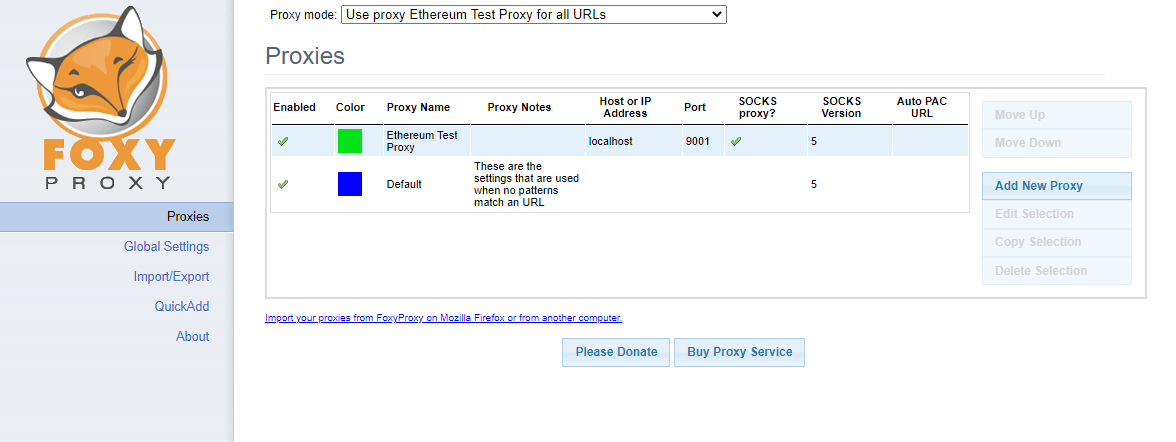 Proxy mode: Use proxy Ethereum Test Proxy for all URLs
FOXY
PROXY
Proxies
Global Settings
Import/Export
QuickAdd
About
Proxies
Enabled Color Proxy Name Proxy Notes Host or IP Address Port SOCKS proxy? SOCKS Version Auto PAC URL
Ethereum Test Proxy localhost 9001 5
Default These are the settings that are used when no patterns match an URL 5
Move Up
Move Down
Add New Proxy
Edit Selection
Copy Selection
Delete Selection
Import your proxies from FoxyProxy on Mozilla Firefox or from another computer.
Please Donate Buy Proxy Service